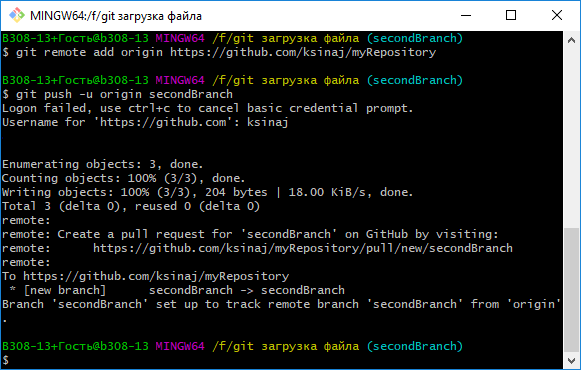 MINGW64:/f/git загрузка файла
B308-13+Гость@b308-13 MINGW64 /f/git загрузка файла (secondBranch)
$ git remote add origin https://github.com/ksinaj/myRepository
B308-13+Гость@b308-13 MINGW64 /f/git загрузка файла (secondBranch)
$ git push -u origin secondBranch
Logon failed, use ctrl+c to cancel basic credential prompt.
Username for 'https://github.com': ksinaj
Enumerating objects: 3, done.
Counting objects: 100% (3/3), done.
Writing objects: 100% (3/3), 204 bytes | 18.00 KiB/s, done.
Total 3 (delta 0), reused 0 (delta 0)
remote:
remote: Create a pull request for 'secondBranch' on GitHub by visiting:
remote:      https://github.com/ksinaj/myRepository/pull/new/secondBranch
remote:
To https://github.com/ksinaj/myRepository
 * [new branch]      secondBranch -> secondBranch
Branch 'secondBranch' set up to track remote branch 'secondBranch' from 'origin'
.
B308-13+Гость@b308-13 MINGW64 /f/git загрузка файла (secondBranch)
$